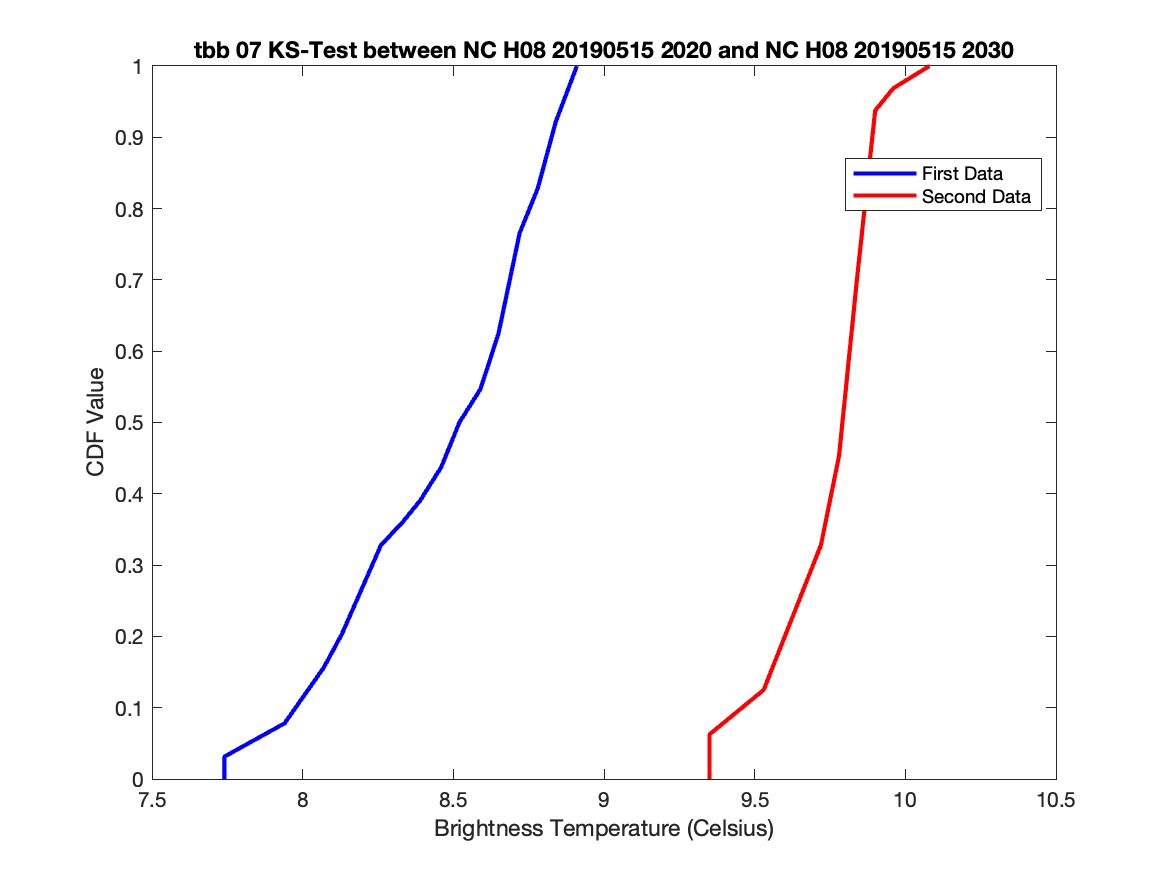 tbb 07 KS-Test between NC H08 20190515 2020 and NC H08 20190515 2030
1
0.9
0.8
0.7
0.6
0.5
0.4
0.3
0.2
0.1
0
CDF Value
First Data
Second Data
7.5 8 8.5 9 9.5 10 10.5
Brightness Temperature (Celsius)